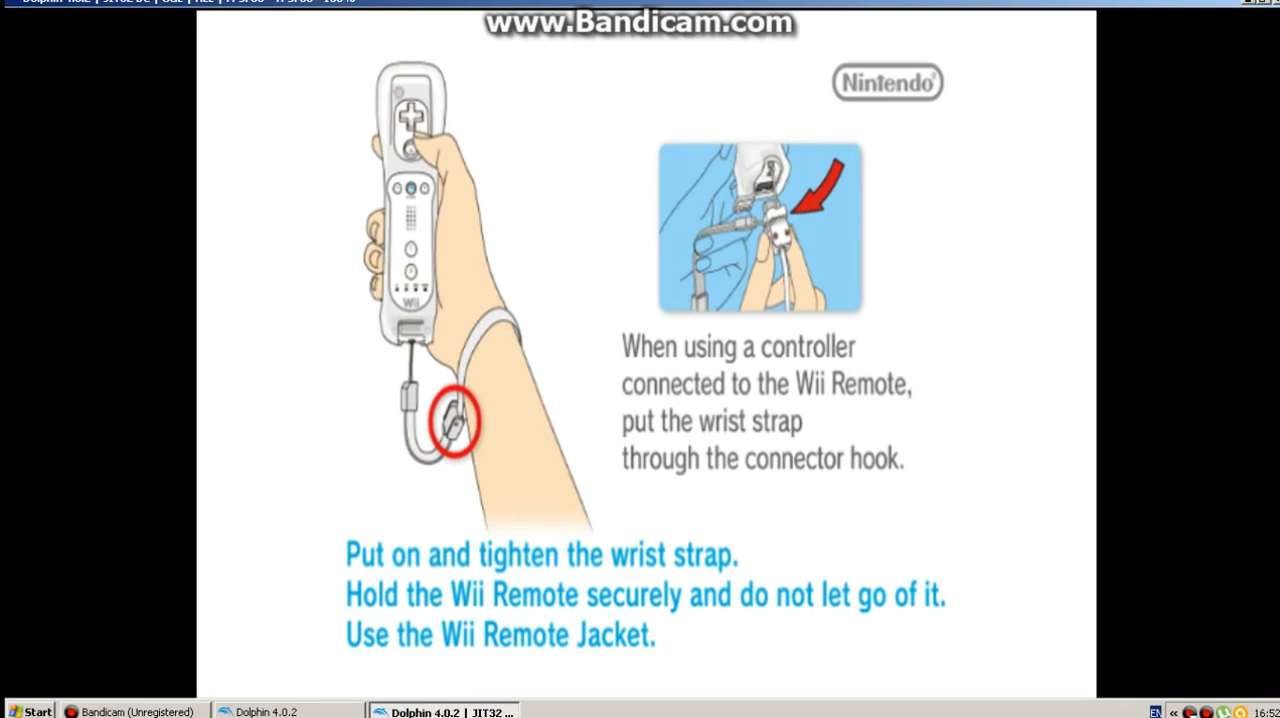 www.Bandicam.com
Nintendo
Wii
When using a controller
connected to the Wii Remote,
put the wrist strap
through the connector hook.
Put on and tighten the wrist strap.
Hold the Wii Remote securely and do not let go of it.
Use the Wii Remote Jacket.
Start
Bandicam (Unregistered)
Dolphin 4.0.2
Dolphin 4.0.2 | JIT32 ...
EN
«
16:52